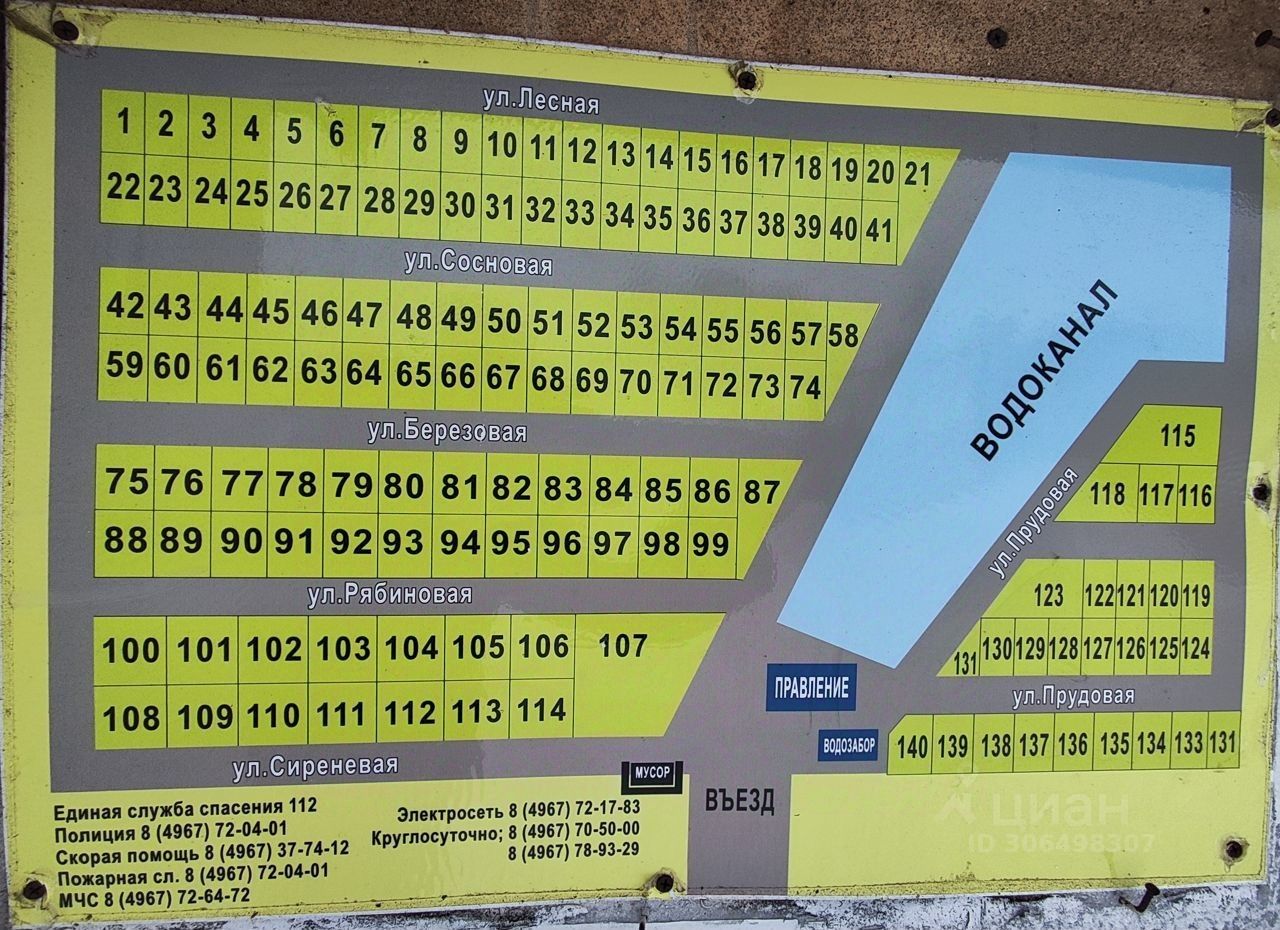 ул.Лесная
1 2 3 4 5 6 7 8 9 10 11 12 13 14 15 16 17 18 19 20 21
22 23 24 25 26 27 28 29 30 31 32 33 34 35 36 37 38 39 40 41
ул.Сосновая
42 43 44 45 46 47 48 49 50 51 52 53 54 55 56 57 58
59 60 61 62 63 64 65 66 67 68 69 70 71 72 73 74
ул.Березовая
75 76 77 78 79 80 81 82 83 84 85 86 87
88 89 90 91 92 93 94 95 96 97 98 99
ул.Рябиновая
100 101 102 103 104 105 106 107
108 109 110 111 112 113 114
ул.Сиреневая
ВОДОКАНАЛ
115
118 117 116
ул.Прудовая
123 122 121 120 119
131 130 129 128 127 126 125 124
ул.Прудовая
140 139 138 137 136 135 134 133 131
ПРАВЛЕНИЕ
ВОДОЗАБОР
МУСОР
ВЪЕЗД
Единая служба спасения 112
Полиция 8 (4967) 72-04-01
Скорая помощь 8 (4967) 37-74-12
Пожарная сл. 8 (4967) 72-04-01
МЧС 8 (4967) 72-64-72
Электросеть 8 (4967) 72-17-83
Круглосуточно; 8 (4967) 70-50-00
8 (4967) 78-93-29
циан
ID 306498307